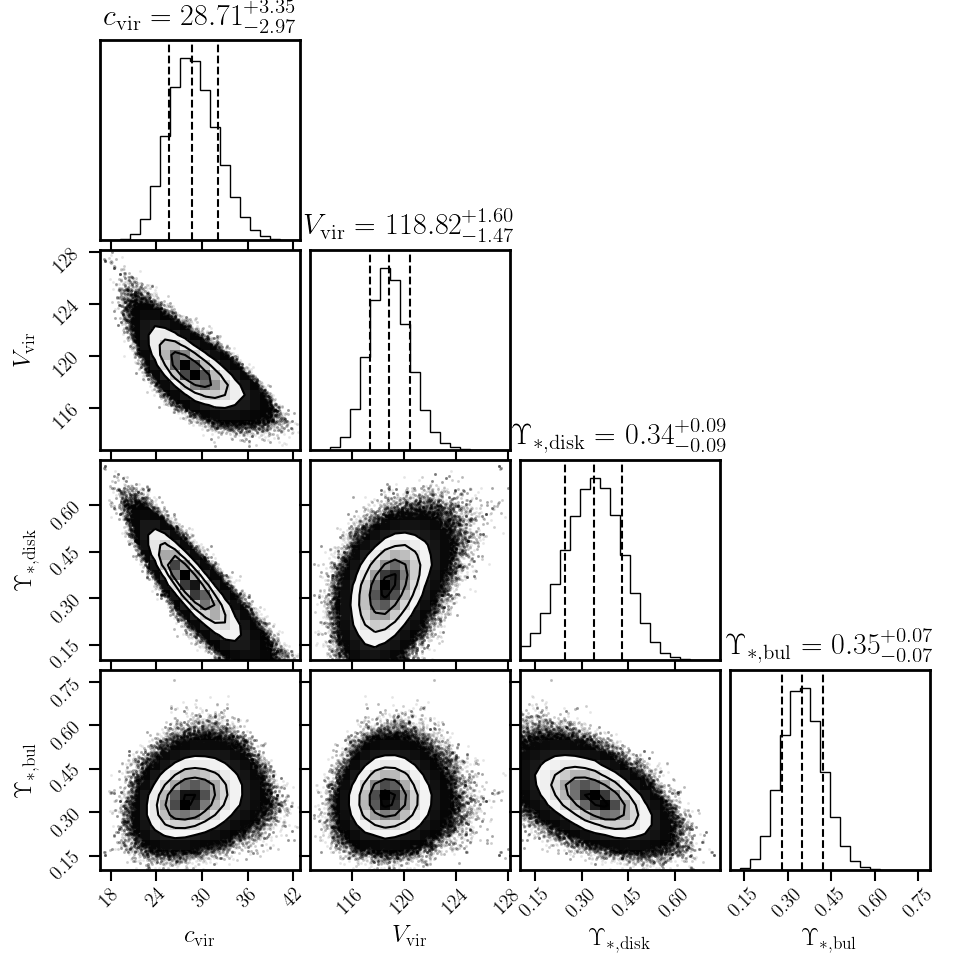 c_vir = 28.71^{+3.35}_{-2.97}
V_vir = 118.82^{+1.60}_{-1.47}
128
124
120
116
V_vir
Υ_{*,disk} = 0.34^{+0.09}_{-0.09}
0.60
0.45
0.30
0.15
Υ_{*,disk}
Υ_{*,bul} = 0.35^{+0.07}_{-0.07}
0.75
0.60
0.45
0.30
0.15
Υ_{*,bul}
18 24 30 36 42 116 120 124 128 0.15 0.30 0.45 0.60 0.15 0.30 0.45 0.60 0.75
c_vir V_vir Υ_{*,disk} Υ_{*,bul}